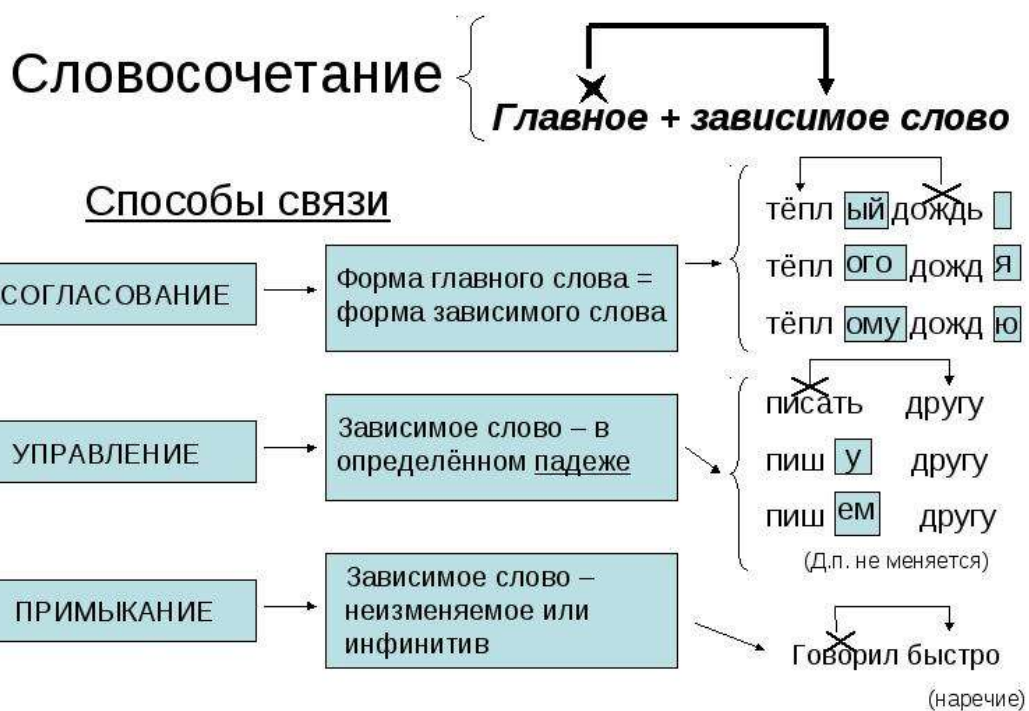 Словосочетание
Главное + зависимое слово
Способы связи
СОГЛАСОВАНИЕ
Форма главного слова =
форма зависимого слова
тёпл ый дождь
тёпл ого дожд я
тёпл ому дожд ю
УПРАВЛЕНИЕ
Зависимое слово – в
определённом падеже
писать другу
пиш у другу
пиш ем другу
(Д.п. не меняется)
ПРИМЫКАНИЕ
Зависимое слово –
неизменяемое или
инфинитив
Говорил быстро
(наречие)